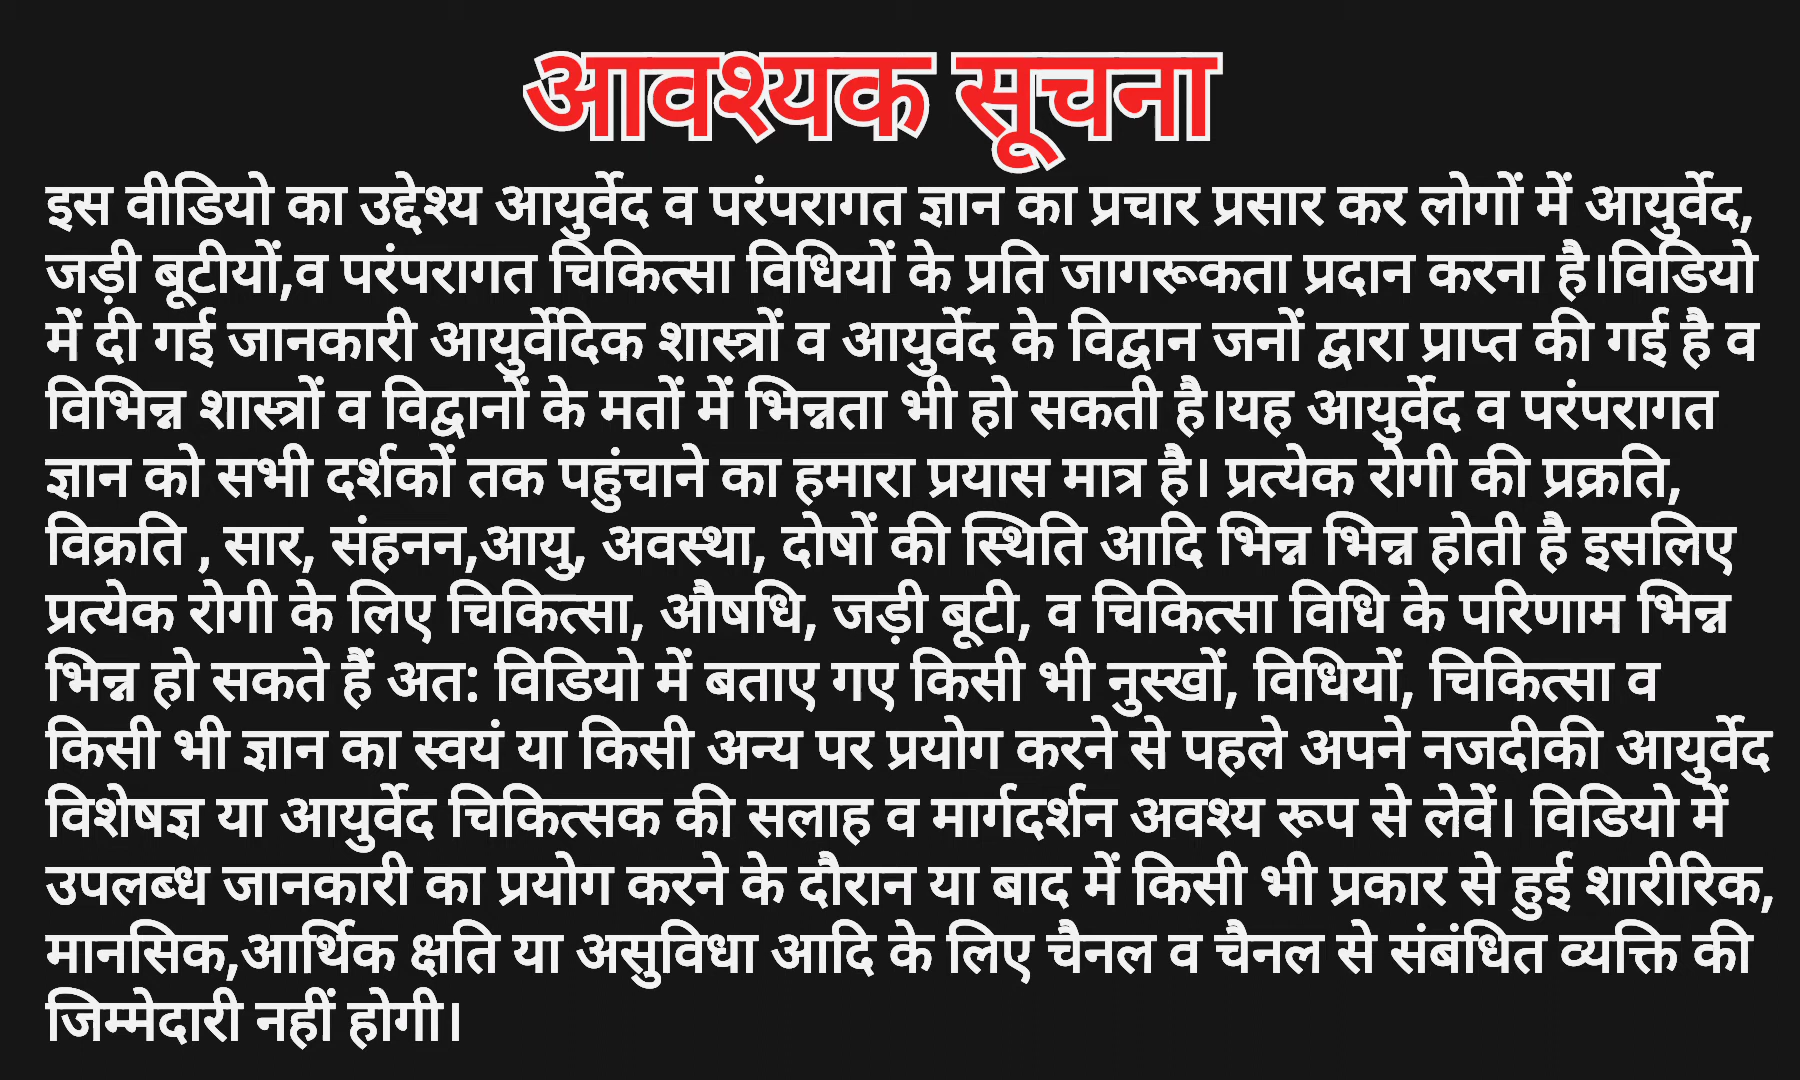 आवश्यक सूचना
इस वीडियो का उद्देश्य आयुर्वेद व परंपरागत ज्ञान का प्रचार प्रसार कर लोगों में आयुर्वेद,
जड़ी बूटीयों,व परंपरागत चिकित्सा विधियों के प्रति जागरूकता प्रदान करना है।विडियो
में दी गई जानकारी आयुर्वेदिक शास्त्रों व आयुर्वेद के विद्वान जनों द्वारा प्राप्त की गई है व
विभिन्न शास्त्रों व विद्वानों के मतों में भिन्नता भी हो सकती है।यह आयुर्वेद व परंपरागत
ज्ञान को सभी दर्शकों तक पहुंचाने का हमारा प्रयास मात्र है। प्रत्येक रोगी की प्रक्रति,
विक्रति , सार, संहनन,आयु, अवस्था, दोषों की स्थिति आदि भिन्न भिन्न होती है इसलिए
प्रत्येक रोगी के लिए चिकित्सा, औषधि, जड़ी बूटी, व चिकित्सा विधि के परिणाम भिन्न
भिन्न हो सकते हैं अत: विडियो में बताए गए किसी भी नुस्खों, विधियों, चिकित्सा व
किसी भी ज्ञान का स्वयं या किसी अन्य पर प्रयोग करने से पहले अपने नजदीकी आयुर्वेद
विशेषज्ञ या आयुर्वेद चिकित्सक की सलाह व मार्गदर्शन अवश्य रूप से लेवें। विडियो में
उपलब्ध जानकारी का प्रयोग करने के दौरान या बाद में किसी भी प्रकार से हुई शारीरिक,
मानसिक,आर्थिक क्षति या असुविधा आदि के लिए चैनल व चैनल से संबंधित व्यक्ति की
जिम्मेदारी नहीं होगी।